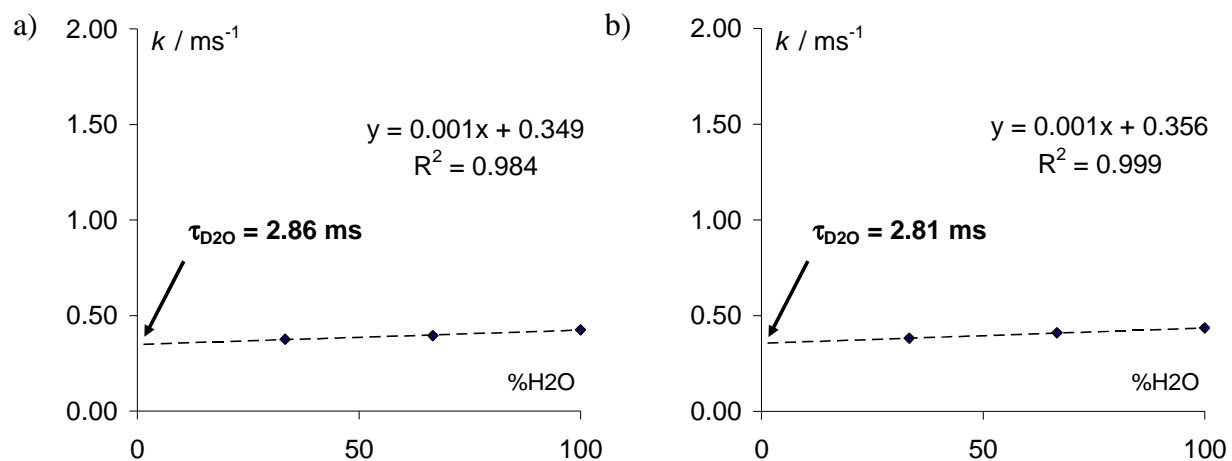 a)
k / ms⁻¹
2.00
1.50
1.00
0.50
0.00
y = 0.001x + 0.349
R² = 0.984
τD2O = 2.86 ms
%H2O
0 50 100
b)
k / ms⁻¹
2.00
1.50
1.00
0.50
0.00
y = 0.001x + 0.356
R² = 0.999
τD2O = 2.81 ms
%H2O
0 50 100